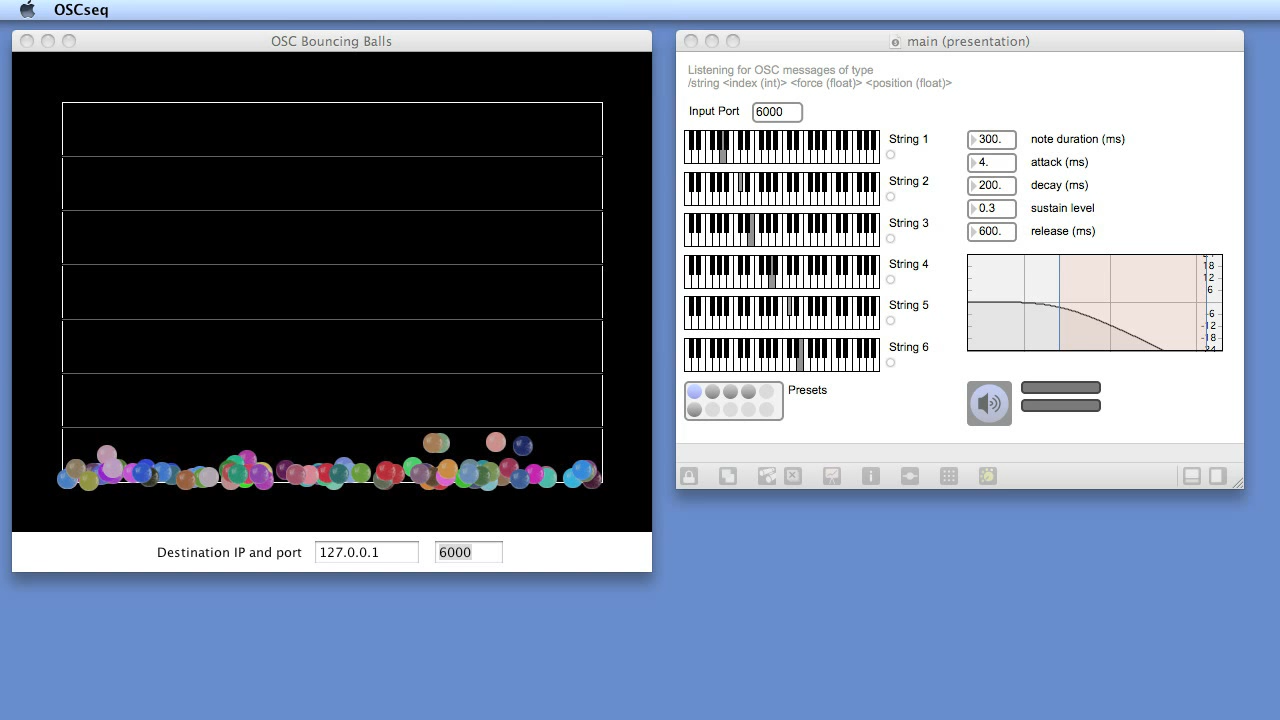 OSCseq
OSC Bouncing Balls
Destination IP and port 127.0.0.1 6000
main (presentation)
Listening for OSC messages of type
/string <index (int)> <force (float)> <position (float)>
Input Port 6000
String 1
String 2
String 3
String 4
String 5
String 6
Presets
300. note duration (ms)
4. attack (ms)
200. decay (ms)
0.3 sustain level
600. release (ms)
18
12
6
-6
-12
-18